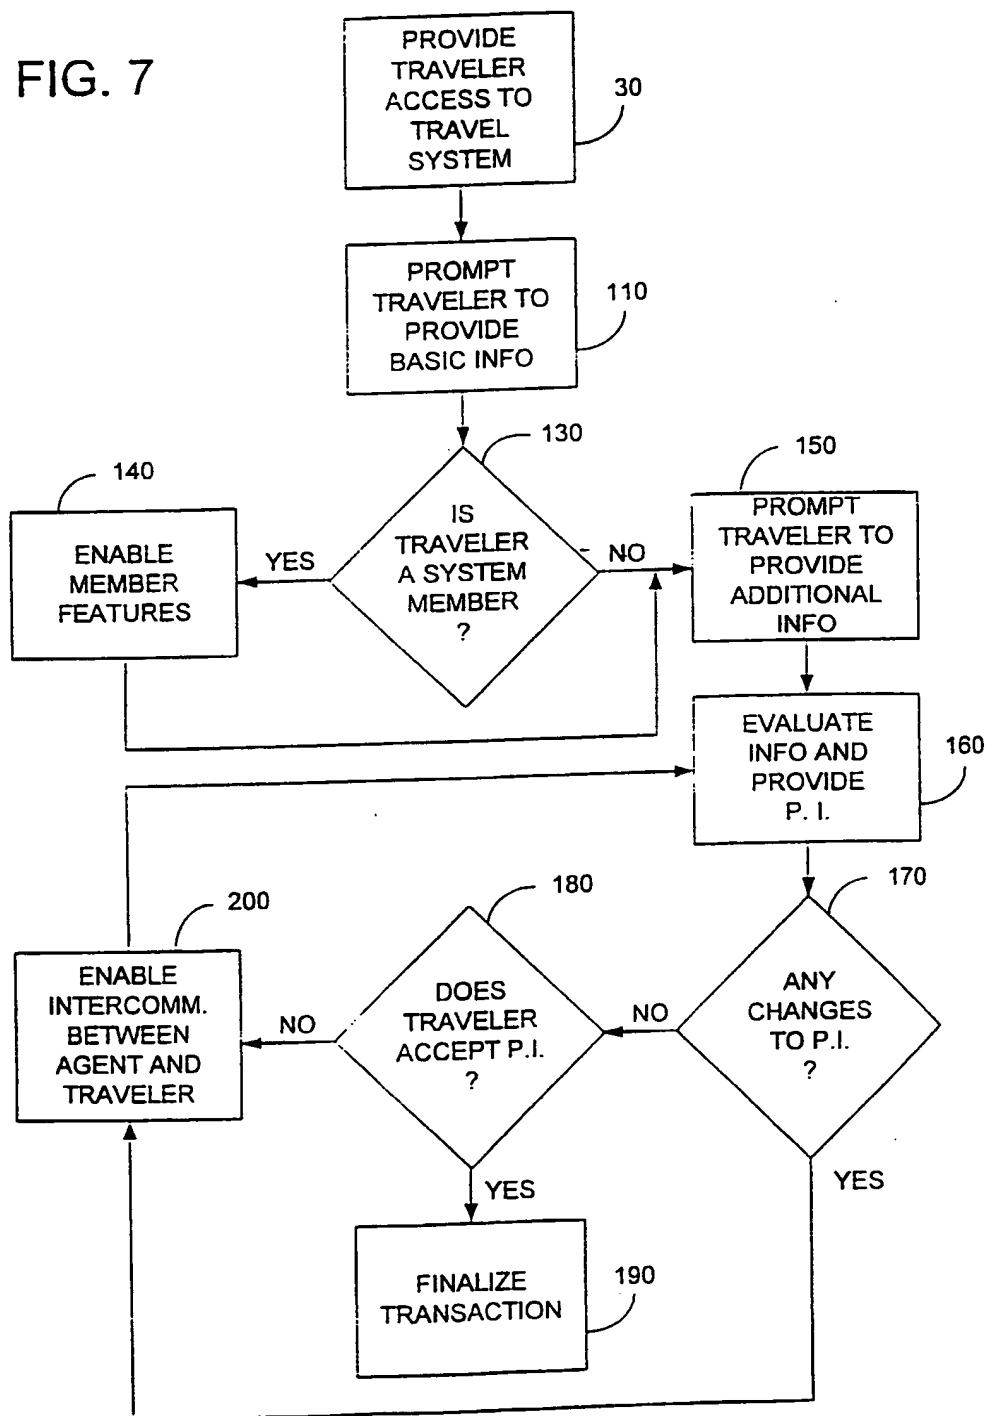 FIG. 7
PROVIDE
TRAVELER
ACCESS TO
TRAVEL
SYSTEM
30
PROMPT
TRAVELER TO
PROVIDE
BASIC INFO
110
130
IS
TRAVELER
A SYSTEM
MEMBER
?
YES
NO
140
ENABLE
MEMBER
FEATURES
150
PROMPT
TRAVELER TO
PROVIDE
ADDITIONAL
INFO
EVALUATE
INFO AND
PROVIDE
P. I.
160
170
ANY
CHANGES
TO P.I.
?
NO
YES
180
DOES
TRAVELER
ACCEPT P.I.
?
NO
YES
200
ENABLE
INTERCOMM.
BETWEEN
AGENT AND
TRAVELER
FINALIZE
TRANSACTION
190